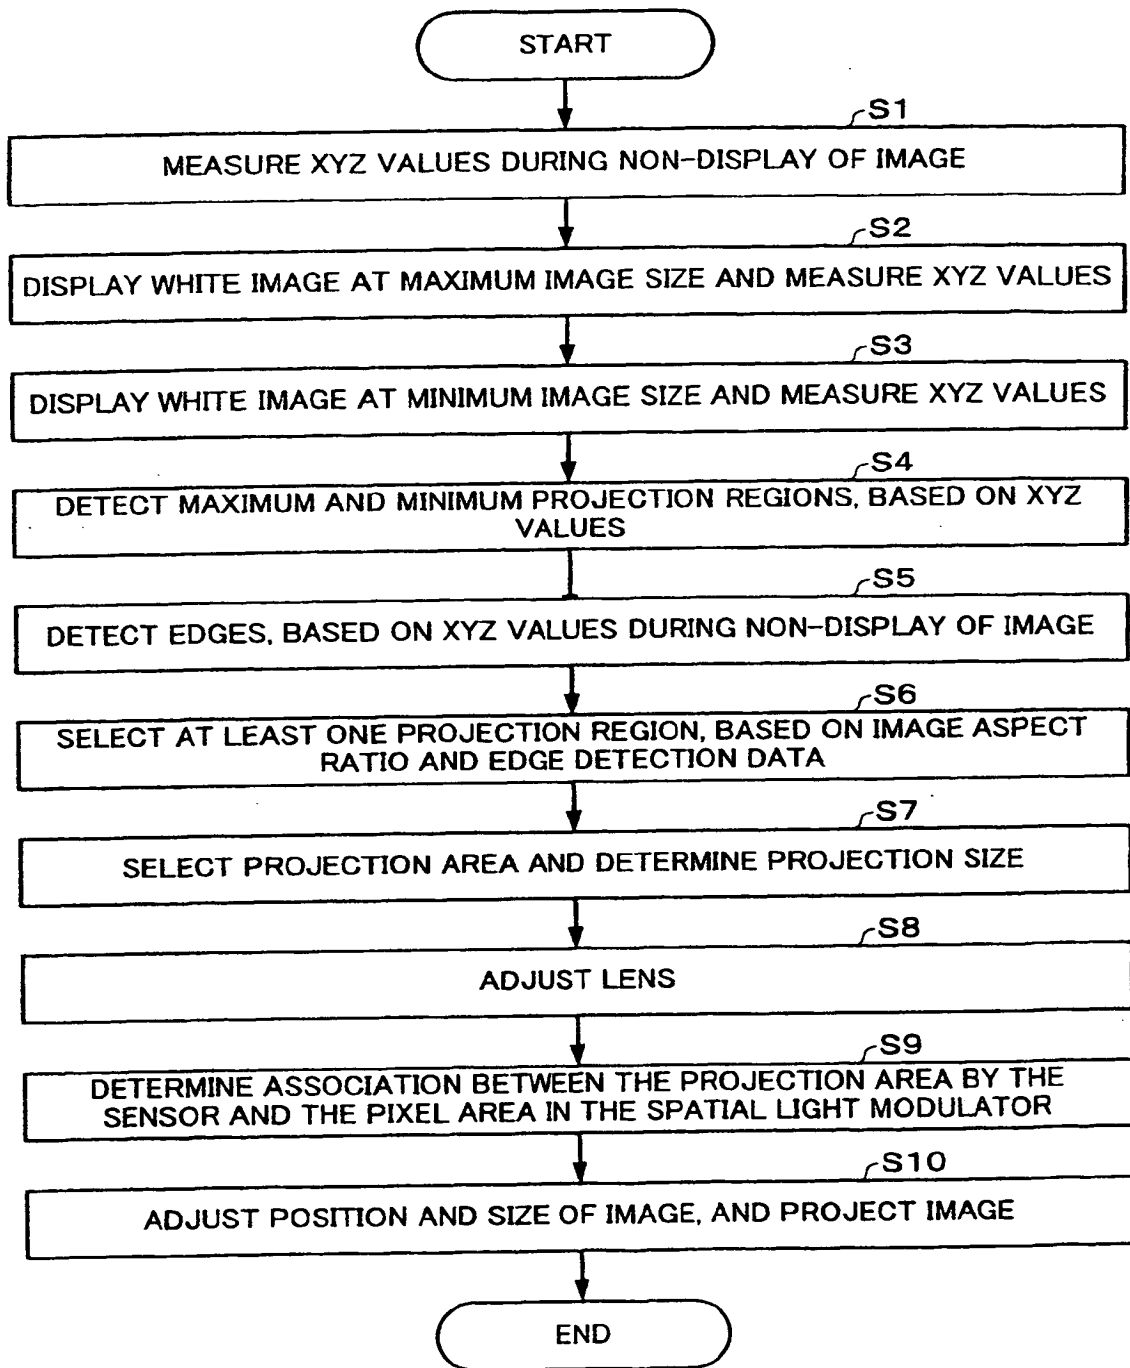 START
S1
MEASURE XYZ VALUES DURING NON-DISPLAY OF IMAGE
S2
DISPLAY WHITE IMAGE AT MAXIMUM IMAGE SIZE AND MEASURE XYZ VALUES
S3
DISPLAY WHITE IMAGE AT MINIMUM IMAGE SIZE AND MEASURE XYZ VALUES
S4
DETECT MAXIMUM AND MINIMUM PROJECTION REGIONS, BASED ON XYZ
VALUES
S5
DETECT EDGES, BASED ON XYZ VALUES DURING NON-DISPLAY OF IMAGE
S6
SELECT AT LEAST ONE PROJECTION REGION, BASED ON IMAGE ASPECT
RATIO AND EDGE DETECTION DATA
S7
SELECT PROJECTION AREA AND DETERMINE PROJECTION SIZE
S8
ADJUST LENS
S9
DETERMINE ASSOCIATION BETWEEN THE PROJECTION AREA BY THE
SENSOR AND THE PIXEL AREA IN THE SPATIAL LIGHT MODULATOR
S10
ADJUST POSITION AND SIZE OF IMAGE, AND PROJECT IMAGE
END